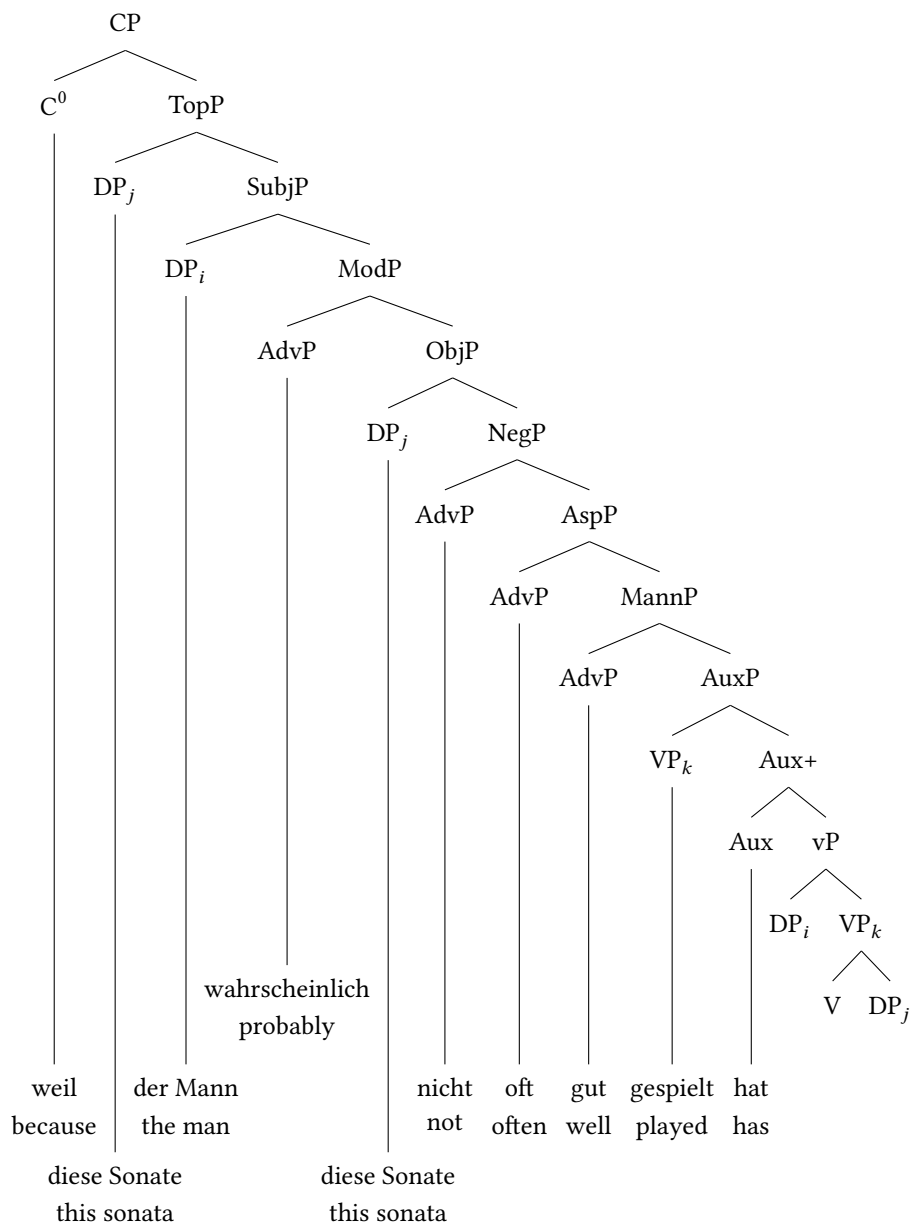 CP
C⁰ TopP
DPⱼ SubjP
DPᵢ ModP
AdvP ObjP
DPⱼ NegP
AdvP AspP
AdvP MannP
AdvP AuxP
VPₖ Aux+
Aux vP
DPᵢ VPₖ
V DPⱼ
wahrscheinlich
probably
weil der Mann nicht oft gut gespielt hat
because the man not often well played has
diese Sonate diese Sonate
this sonata this sonata